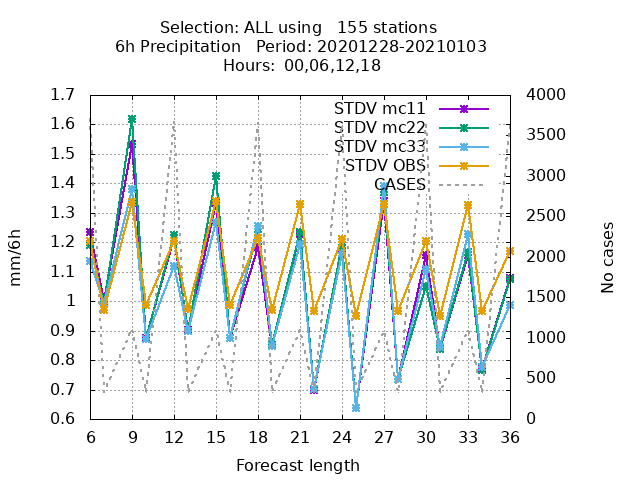 Selection: ALL using   155 stations
6h Precipitation   Period: 20201228-20210103
Hours:  00,06,12,18
1.7
1.6
1.5
1.4
1.3
1.2
1.1
1
0.9
0.8
0.7
0.6
mm/6h
STDV mc11
STDV mc22
STDV mc33
STDV OBS
CASES
4000
3500
3000
2500
2000
1500
1000
500
0
No cases
6 9 12 15 18 21 24 27 30 33 36
Forecast length